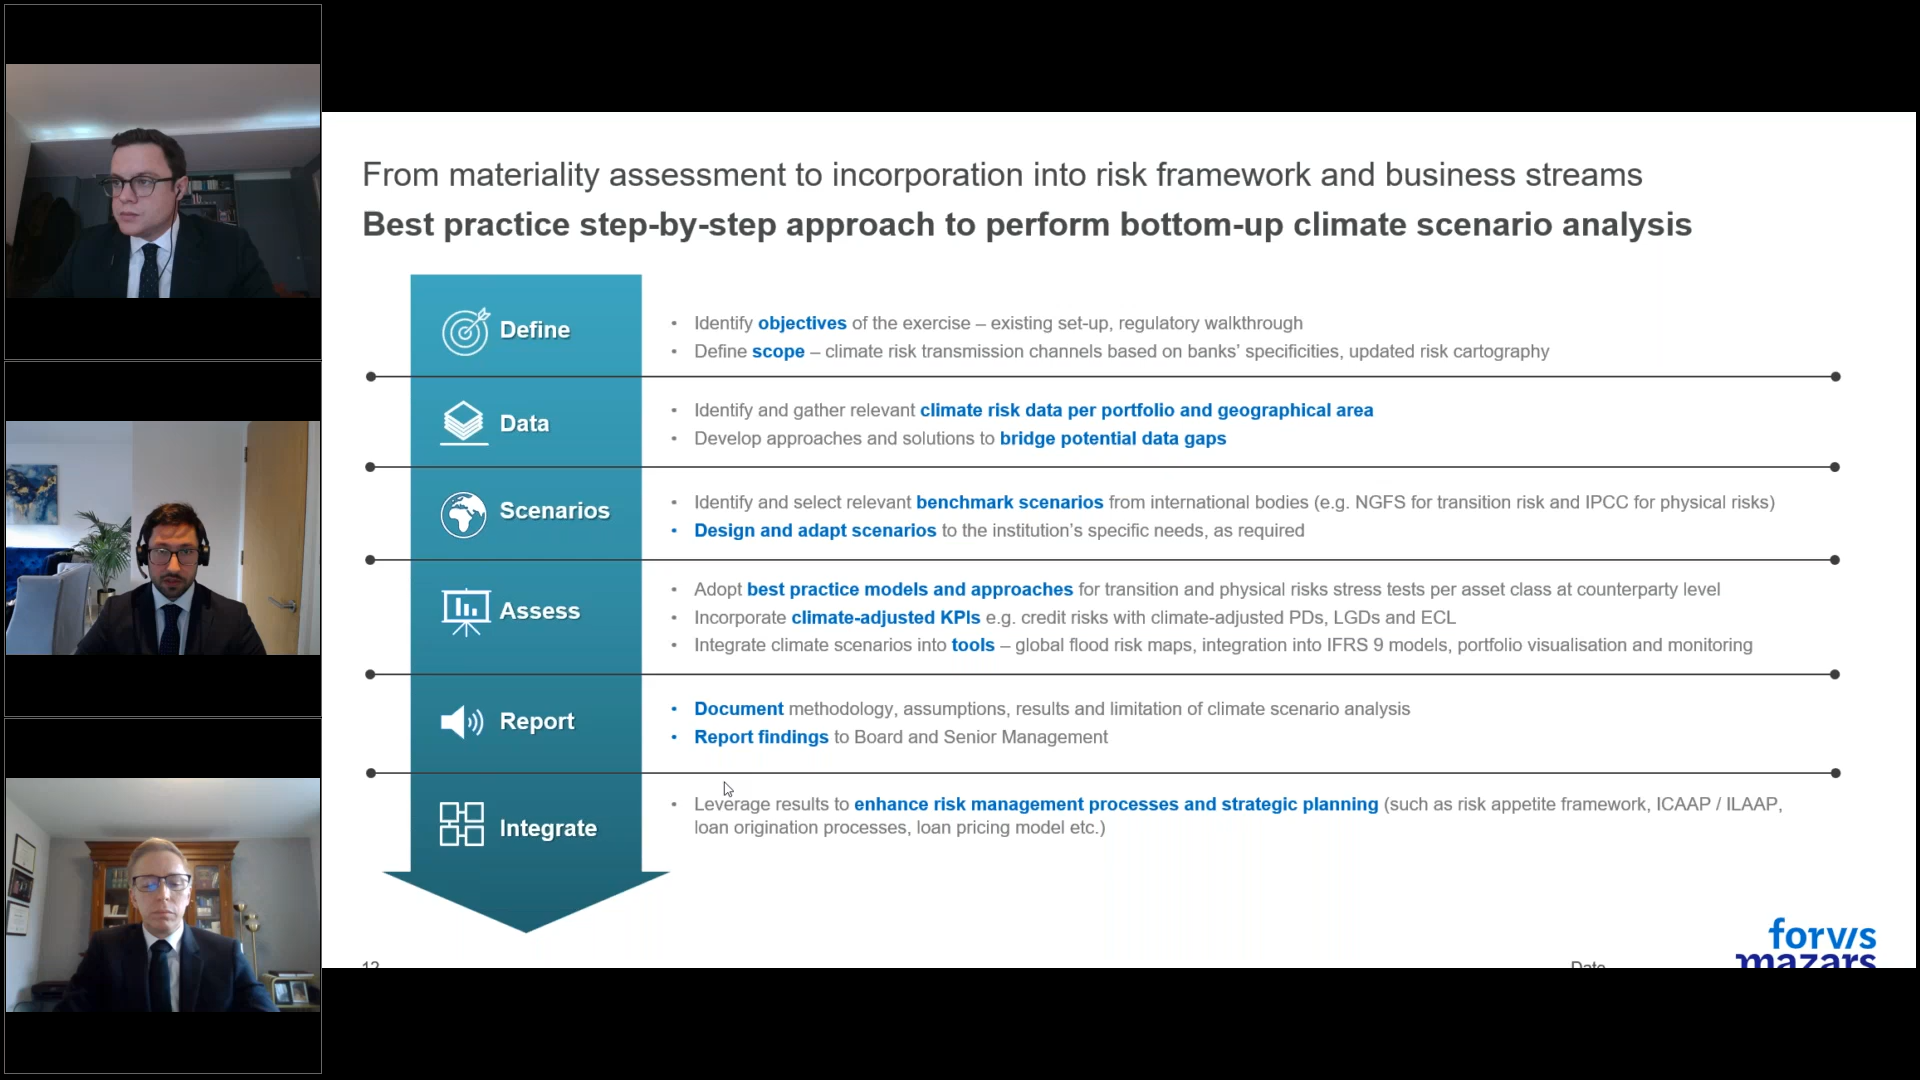 From materiality assessment to incorporation into risk framework and business streams
Best practice step-by-step approach to perform bottom-up climate scenario analysis
Define
• Identify objectives of the exercise – existing set-up, regulatory walkthrough
• Define scope – climate risk transmission channels based on banks’ specificities, updated risk cartography
Data
• Identify and gather relevant climate risk data per portfolio and geographical area
• Develop approaches and solutions to bridge potential data gaps
Scenarios
• Identify and select relevant benchmark scenarios from international bodies (e.g. NGFS for transition risk and IPCC for physical risks)
• Design and adapt scenarios to the institution’s specific needs, as required
Assess
• Adopt best practice models and approaches for transition and physical risks stress tests per asset class at counterparty level
• Incorporate climate-adjusted KPIs e.g. credit risks with climate-adjusted PDs, LGDs and ECL
• Integrate climate scenarios into tools – global flood risk maps, integration into IFRS 9 models, portfolio visualisation and monitoring
Report
• Document methodology, assumptions, results and limitation of climate scenario analysis
• Report findings to Board and Senior Management
Integrate
• Leverage results to enhance risk management processes and strategic planning (such as risk appetite framework, ICAAP / ILAAP,
loan origination processes, loan pricing model etc.)
12
Date
forvis
mazars